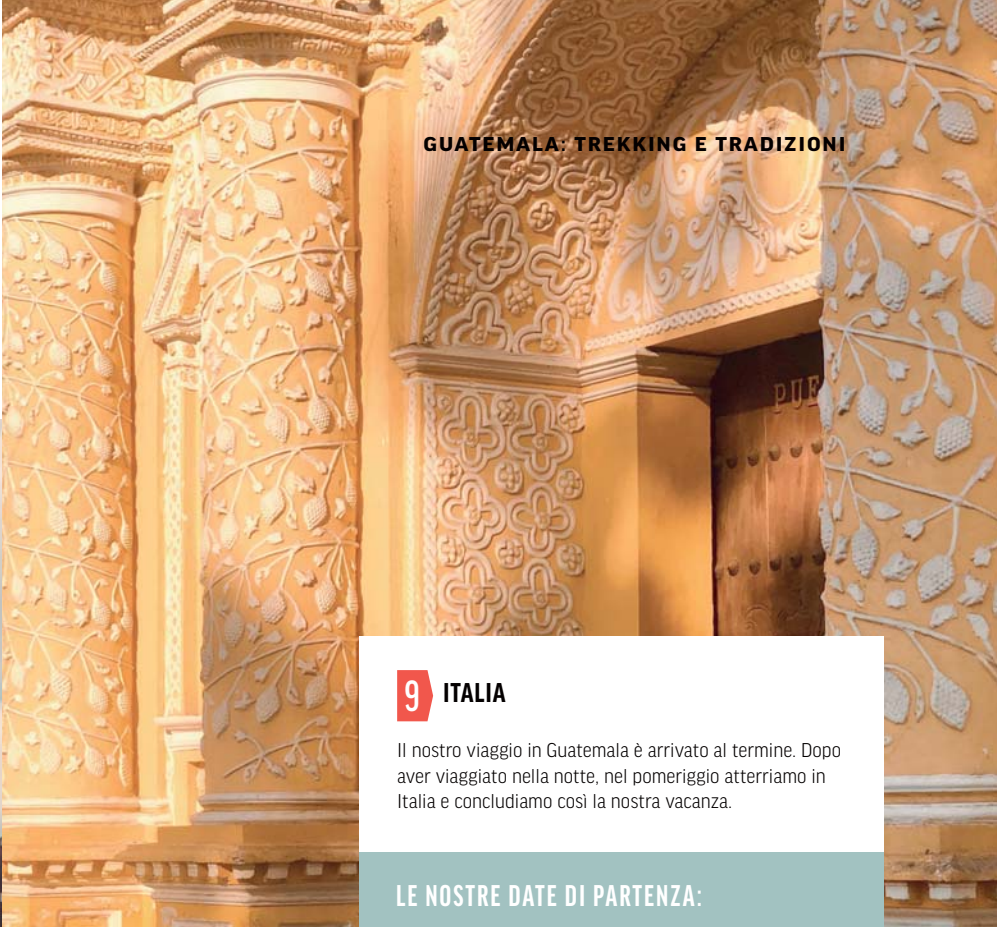 GUATEMALA: TREKKING E TRADIZIONI
PUE
9 ITALIA
Il nostro viaggio in Guatemala è arrivato al termine. Dopo
aver viaggiato nella notte, nel pomeriggio atterriamo in
Italia e concludiamo così la nostra vacanza.
LE NOSTRE DATE DI PARTENZA: